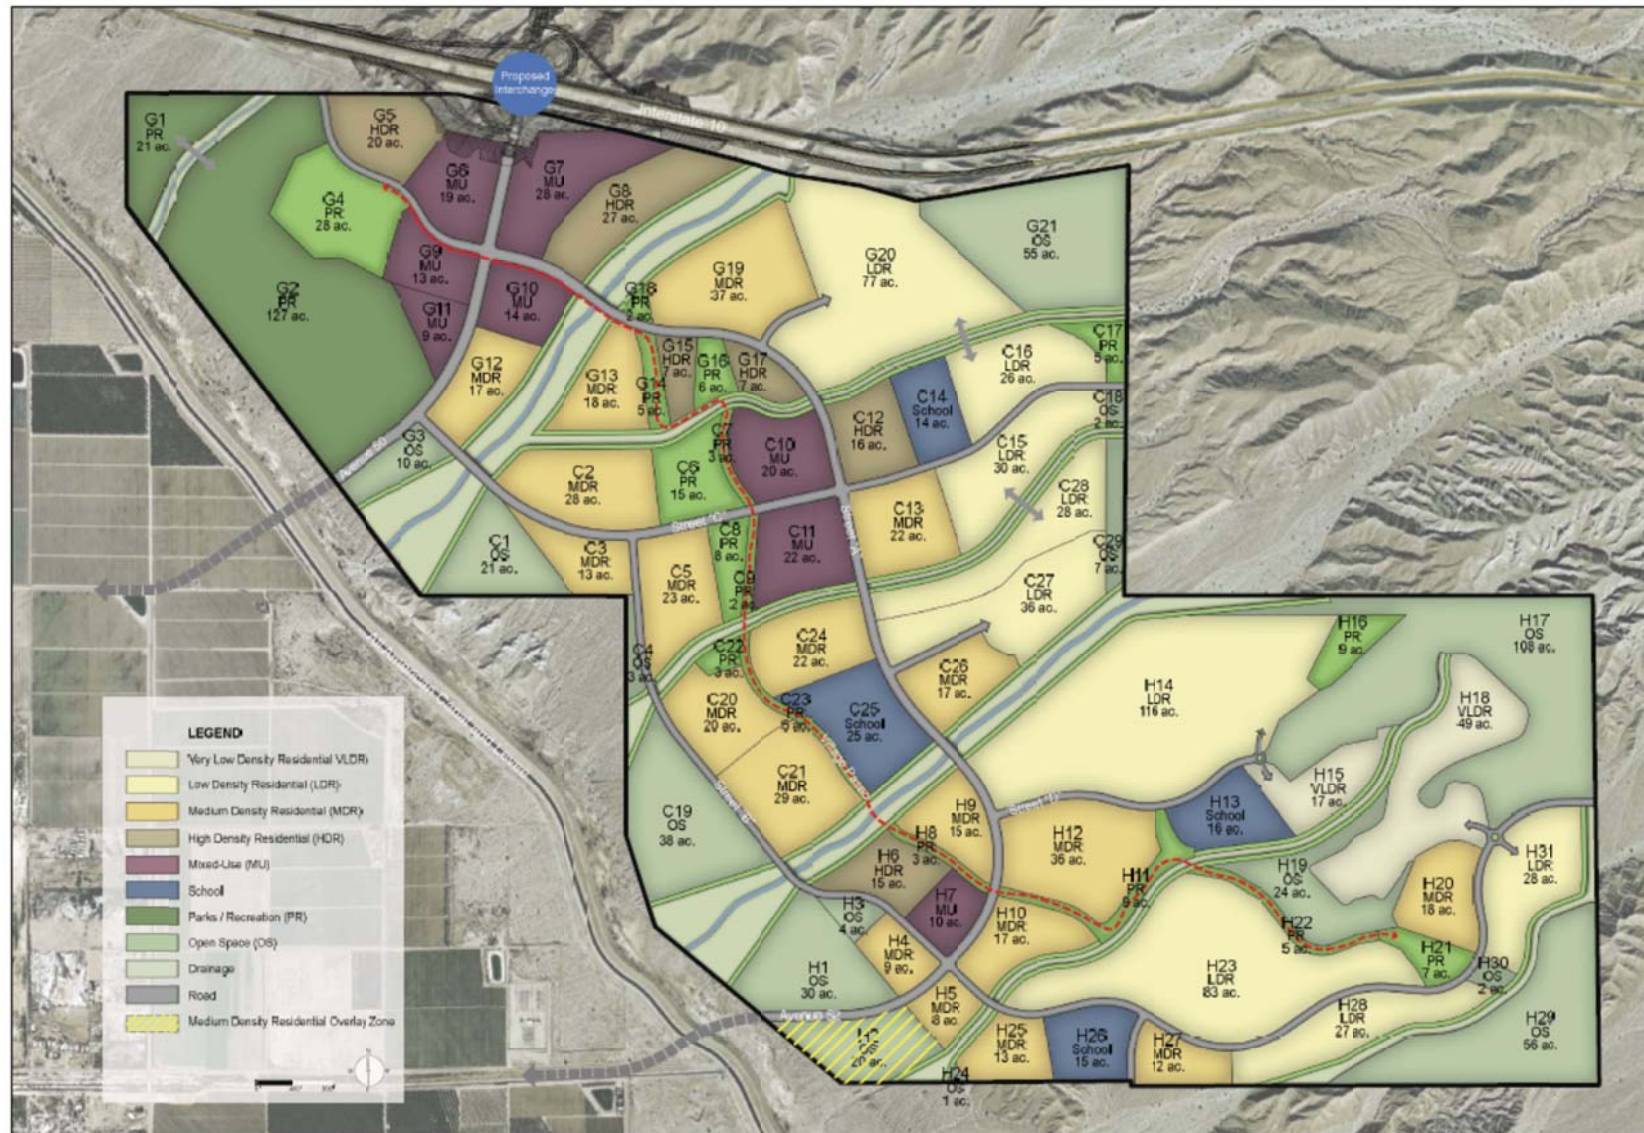 Proposed
Interchange
Interstate 10
G1
PR
21 ac.
G5
HDR
20 ac.
G6
MU
19 ac.
G7
MU
28 ac.
G8
HDR
27 ac.
G4
PR
28 ac.
G2
PR
127 ac.
G9
MU
13 ac.
G10
MU
14 ac.
G11
MU
9 ac.
G18
PR
2 ac.
G19
MDR
37 ac.
G20
LDR
77 ac.
G21
OS
55 ac.
G12
MDR
17 ac.
G13
MDR
18 ac.
G14
PR
5 ac.
G15
HDR
7 ac.
G16
PR
6 ac.
G17
HDR
7 ac.
C16
LDR
26 ac.
C17
PR
5 ac.
C12
HDR
16 ac.
C14
School
14 ac.
C18
OS
2 ac.
G3
OS
10 ac.
Avenue 50
C2
MDR
28 ac.
C6
PR
15 ac.
C7
PR
3 ac.
C10
MU
20 ac.
C15
LDR
30 ac.
C28
LDR
28 ac.
C1
OS
21 ac.
C3
MDR
13 ac.
Street 'C'
C5
MDR
23 ac.
C8
PR
8 ac.
C9
PR
2 ac.
C11
MU
22 ac.
Street 'A'
C13
MDR
22 ac.
C29
OS
7 ac.
C27
LDR
36 ac.
C4
OS
3 ac.
C22
PR
3 ac.
C24
MDR
22 ac.
C26
MDR
17 ac.
C20
MDR
20 ac.
C23
PR
C25
School
25 ac.
C21
MDR
29 ac.
C19
OS
38 ac.
H16
PR
9 ac.
H17
OS
108 ac.
H14
LDR
116 ac.
H18
VLDR
49 ac.
H15
VLDR
17 ac.
H13
School
16 ac.
H9
MDR
15 ac.
H12
MDR
36 ac.
H8
PR
3 ac.
H6
HDR
15 ac.
H7
MU
10 ac.
H11
PR
9 ac.
H19
OS
24 ac.
H20
MDR
18 ac.
H31
LDR
28 ac.
H3
OS
4 ac.
H10
MDR
17 ac.
H4
MDR
9 ac.
H22
PR
5 ac.
H21
PR
7 ac.
H30
OS
2 ac.
H1
OS
30 ac.
H5
MDR
8 ac.
H23
LDR
83 ac.
H28
LDR
27 ac.
H29
OS
56 ac.
H2
OS
20 ac.
H25
MDR
13 ac.
H26
School
15 ac.
H27
MDR
12 ac.
H24
OS
1 ac.
LEGEND
Very Low Density Residential VLDR)
Low Density Residential (LDR)
Medium Density Residential (MDR)
High Density Residential (HDR)
Mixed-Use (MU)
School
Parks / Recreation (PR)
Open Space (OS)
Drainage
Road
Medium Density Residential Overlay Zone